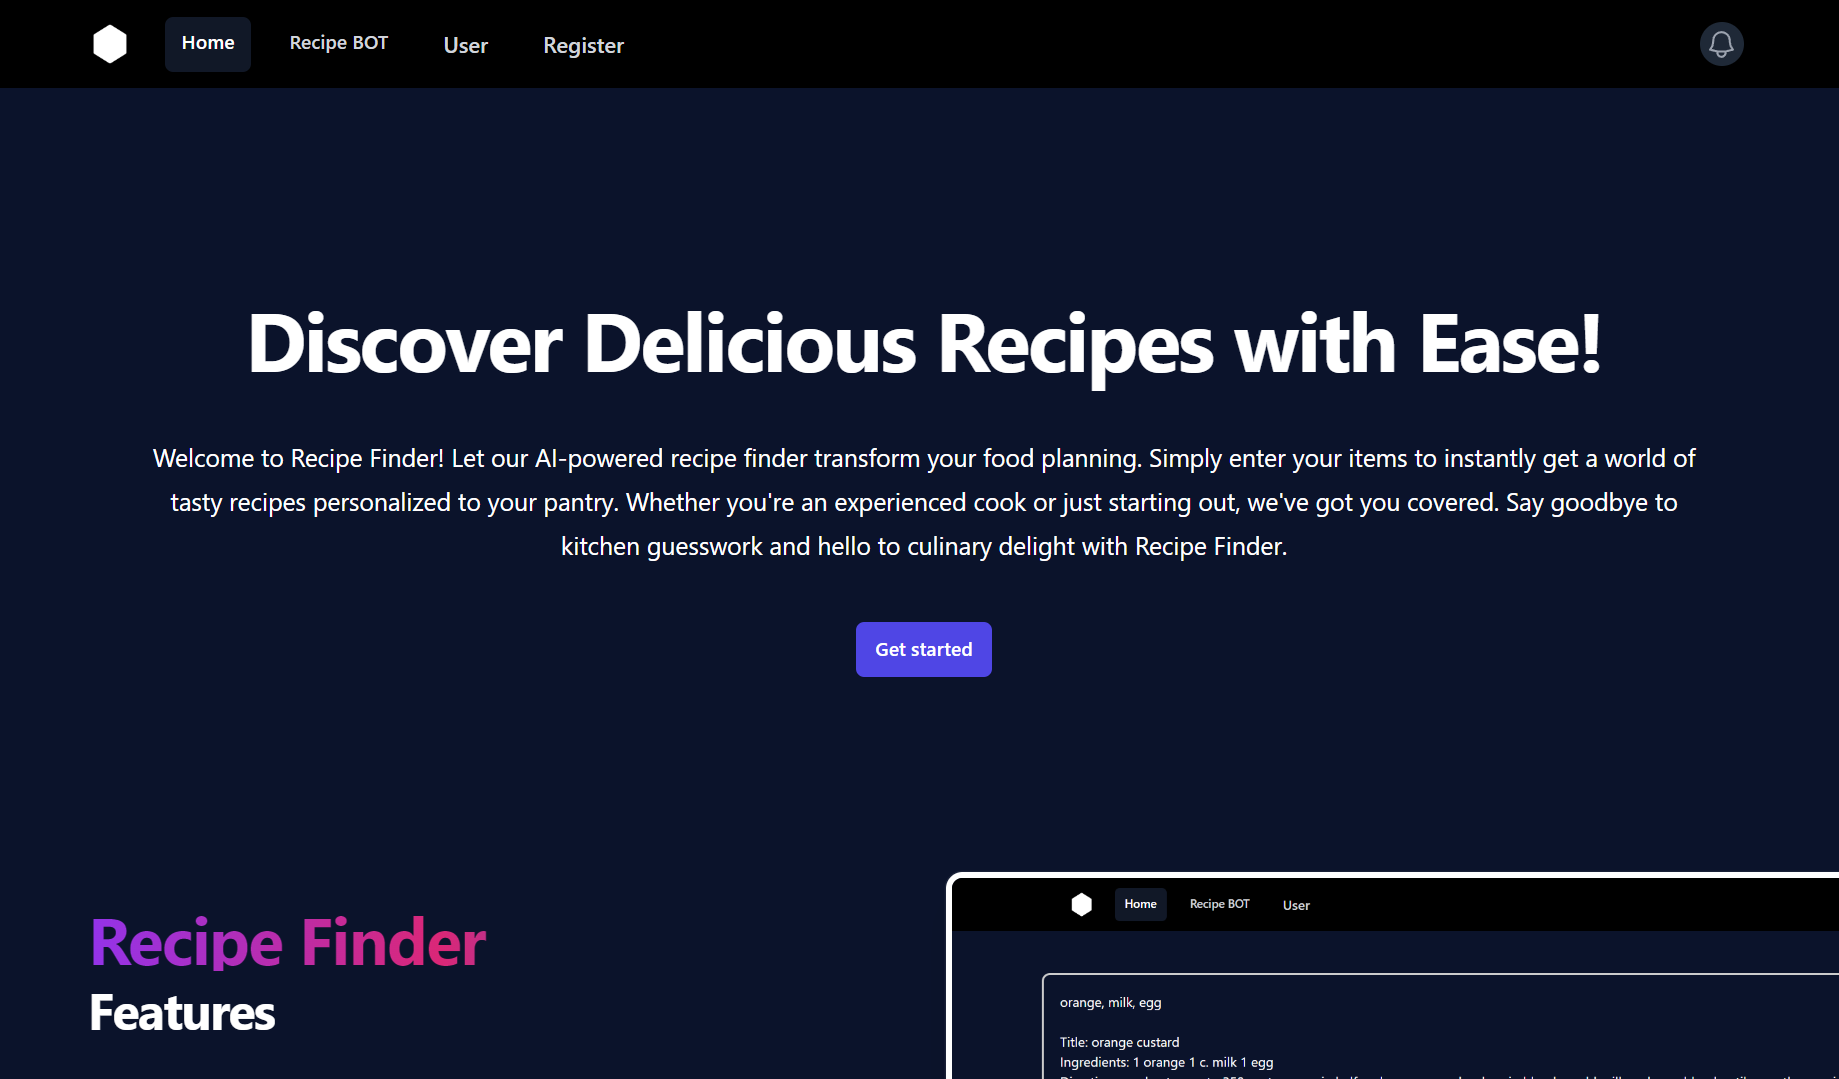 Home Recipe BOT User Register
Discover Delicious Recipes with Ease!
Welcome to Recipe Finder! Let our AI-powered recipe finder transform your food planning. Simply enter your items to instantly get a world of
tasty recipes personalized to your pantry. Whether you're an experienced cook or just starting out, we've got you covered. Say goodbye to
kitchen guesswork and hello to culinary delight with Recipe Finder.
Get started
Recipe Finder
Features
Home Recipe BOT User
orange, milk, egg
Title: orange custard
Ingredients: 1 orange 1 c. milk 1 egg